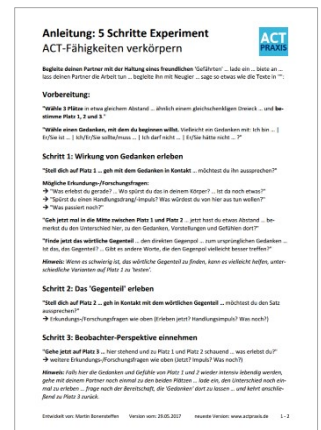 Anleitung: 5 Schritte Experiment
ACT-Fähigkeiten verkörpern
ACT
PRAXIS
Begleite deinen Partner mit der Haltung eines freundlichen 'Gefährten' ... lade ein ... biete an ...
lass deinen Partner die Arbeit tun ... begleite ihn mit Neugier ... sage so etwas wie die Texte in "":
Vorbereitung:
"Wähle 3 Plätze in etwa gleichem Abstand ... ähnlich einem gleichschenkligen Dreieck ... und be-
stimme Platz 1, 2 und 3."
"Wähle einen Gedanken, mit dem du beginnen willst. Vielleicht ein Gedanken mit: Ich bin ... |
Er/Sie ist ... | Ich/Er/Sie sollte/muss ... | Ich darf nicht ... | Er/Sie hätte nicht ... ?"
Schritt 1: Wirkung von Gedanken erleben
"Stell dich auf Platz 1 ... geh mit dem Gedanken in Kontakt ... möchtest du ihn aussprechen?"
Mögliche Erkundungs-/Forschungsfragen:
➔ "Was erlebst du gerade? ... Wo spürst du das in deinem Körper? ... ist da noch etwas?"
➔ "Spürst du einen Handlungsdrang/-impuls? Was würdest du von hier aus tun wollen?"
➔ "Was passiert noch?"
"Geh jetzt mal in die Mitte zwischen Platz 1 und Platz 2 ... jetzt hast du etwas Abstand ... be-
merkst du den Unterschied hier, zu den Gedanken, Vorstellungen und Gefühlen dort?"
"Finde jetzt das wörtliche Gegenteil ... den direkten Gegenpol ... zum ursprünglichen Gedanken ...
Ist das, das Gegenteil? .. Gibt es andere Worte, die den Gegenpol vielleicht besser treffen?"
Hinweis: Wenn es schwierig ist, das wörtliche Gegenteil zu finden, kann es vielleicht helfen, unter-
schiedliche Varianten auf Platz 1 zu 'testen'.
Schritt 2: Das 'Gegenteil' erleben
"Stell dich auf Platz 2 ... geh in Kontakt mit dem wörtlichen Gegenteil ... möchtest du den Satz
aussprechen?"
➔ Erkundungs-/Forschungsfragen wie oben (Erleben jetzt? Handlungsimpuls? Was noch?)
Schritt 3: Beobachter-Perspektive einnehmen
"Gehe jetzt auf Platz 3 ... hier stehend und zu Platz 1 und Platz 2 schauend ... was erlebst du?"
➔ weitere Erkundungs-/Forschungsfragen wie oben (Jetzt? Impuls? Was noch?)
Hinweis: Falls hier die Gedanken und Gefühle von Platz 1 und 2 wieder intensiv lebendig werden,
gehe mit deinem Partner noch einmal zu den beiden Plätzen ... lade ein, den Unterschied noch ein-
mal zu erleben ... frage nach der Bereitschaft, die 'Gedanken' dort zu lassen ... und kehrt anschlie-
ßend zu Platz 3 zurück.
Entwickelt von: Martin Bonensteffen Version vom: 29.05.2017 neueste Version: www.actpraxis.de 1 - 2